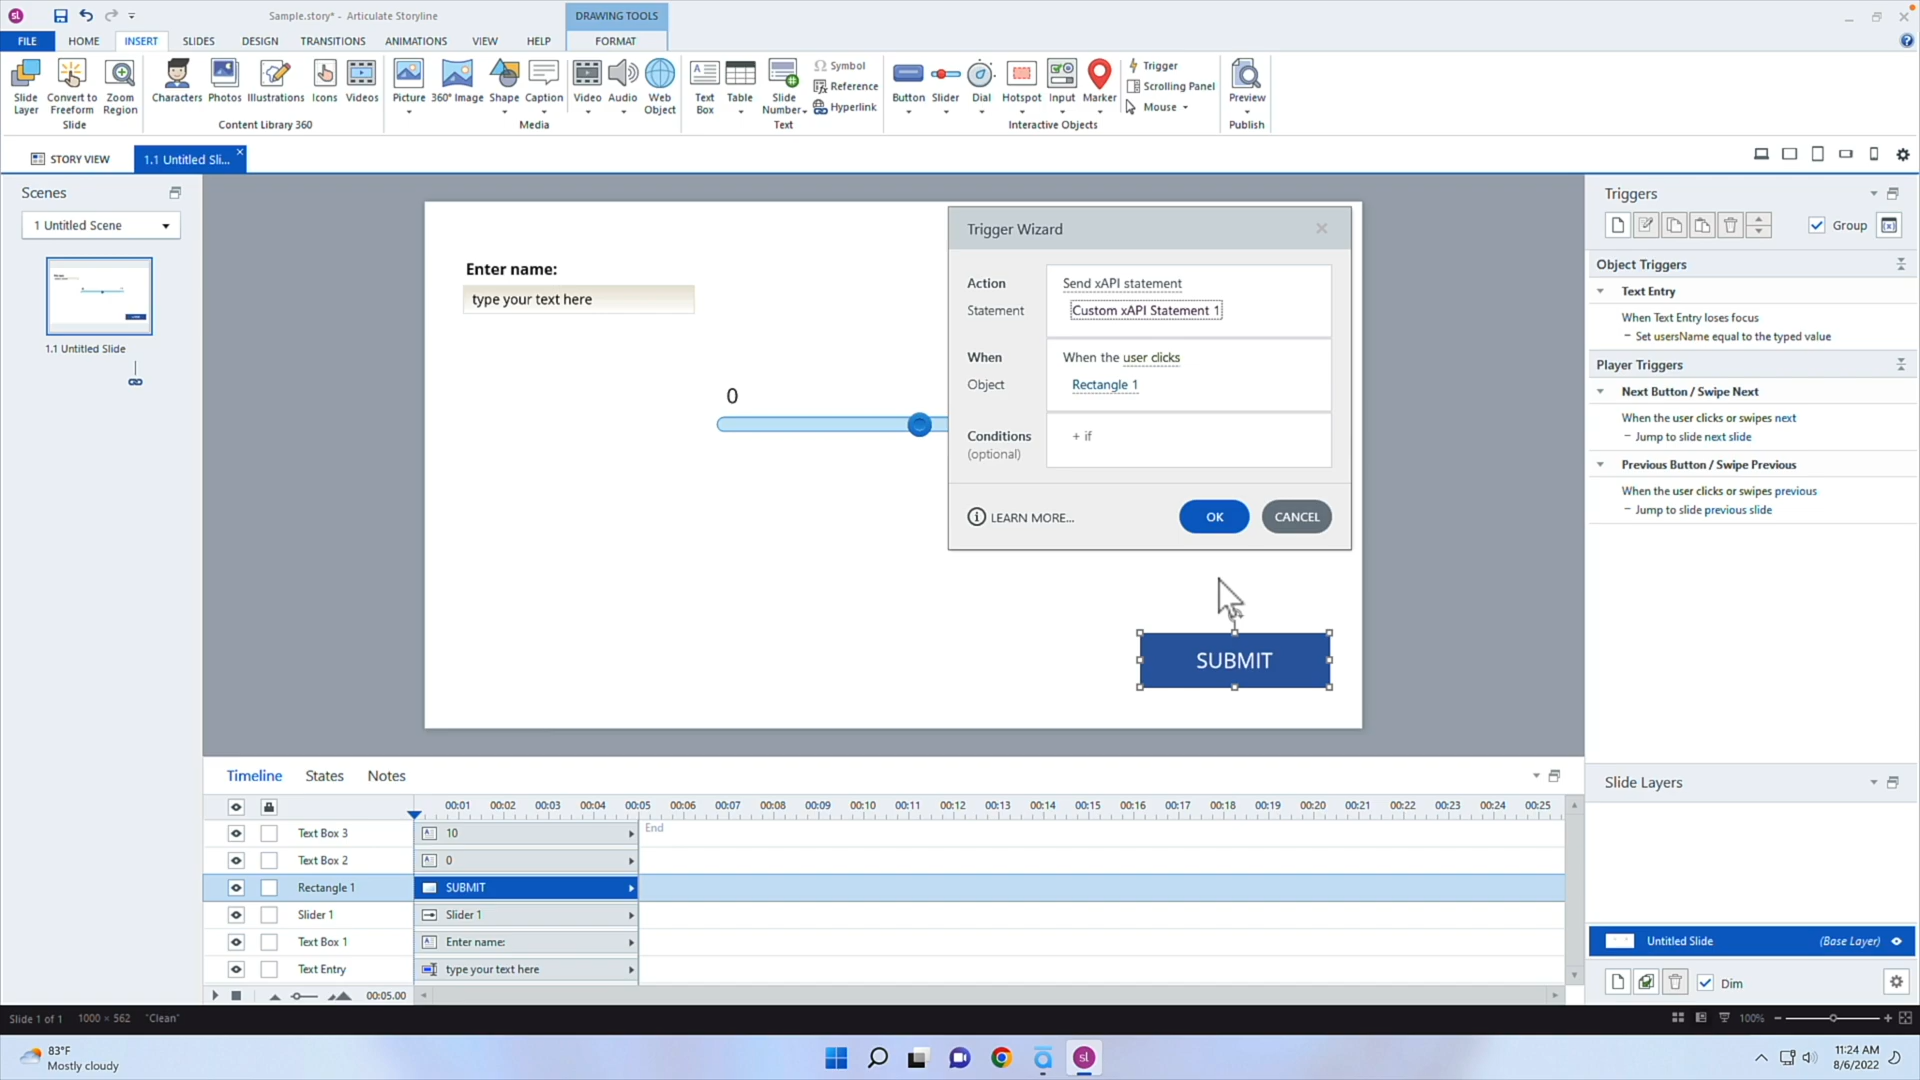 sl
Sample.story* - Articulate Storyline
DRAWING TOOLS
FILE HOME INSERT SLIDES DESIGN TRANSITIONS ANIMATIONS VIEW HELP FORMAT
Slide Layer
Convert to Freeform
Zoom Region
Slide
Characters
Photos
Illustrations
Icons
Videos
Content Library 360
Picture
360° Image
Shape
Caption
Video
Audio
Web Object
Media
Text Box
Table
Slide Number
Symbol
Reference
Hyperlink
Text
Button
Slider
Dial
Hotspot
Input
Marker
Trigger
Scrolling Panel
Mouse
Interactive Objects
Preview
Publish
STORY VIEW
1.1 Untitled Sli...
Scenes
1 Untitled Scene
1.1 Untitled Slide
Enter name:
type your text here
0
SUBMIT
Trigger Wizard
Action Send xAPI statement
Statement Custom xAPI Statement 1
When When the user clicks
Object Rectangle 1
Conditions + if
(optional)
LEARN MORE...
OK
CANCEL
Triggers
Group
Object Triggers
Text Entry
When Text Entry loses focus
– Set usersName equal to the typed value
Player Triggers
Next Button / Swipe Next
When the user clicks or swipes next
– Jump to slide next slide
Previous Button / Swipe Previous
When the user clicks or swipes previous
– Jump to slide previous slide
Timeline States Notes
00:01 00:02 00:03 00:04 00:05 00:06 00:07 00:08 00:09 00:10 00:11 00:12 00:13 00:14 00:15 00:16 00:17 00:18 00:19 00:20 00:21 00:22 00:23 00:24 00:25
Text Box 3 10 End
Text Box 2 0
Rectangle 1 SUBMIT
Slider 1 Slider 1
Text Box 1 Enter name:
Text Entry type your text here
00:05.00
Slide Layers
Untitled Slide (Base Layer)
Dim
Slide 1 of 1 1000 × 562 "Clean"
100%
83°F
Mostly cloudy
sl
11:24 AM
8/6/2022